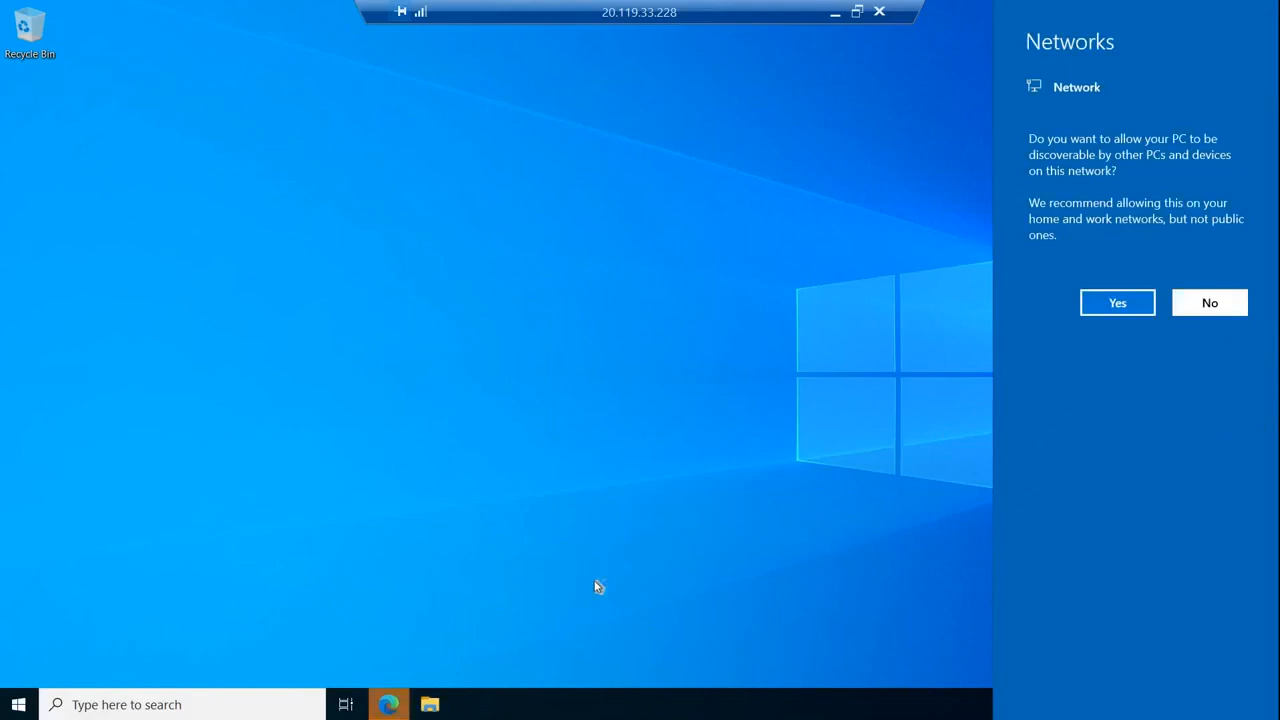 20.119.33.228
Recycle Bin
Networks
Network
Do you want to allow your PC to be
discoverable by other PCs and devices
on this network?
We recommend allowing this on your
home and work networks, but not public
ones.
Yes
No
Type here to search